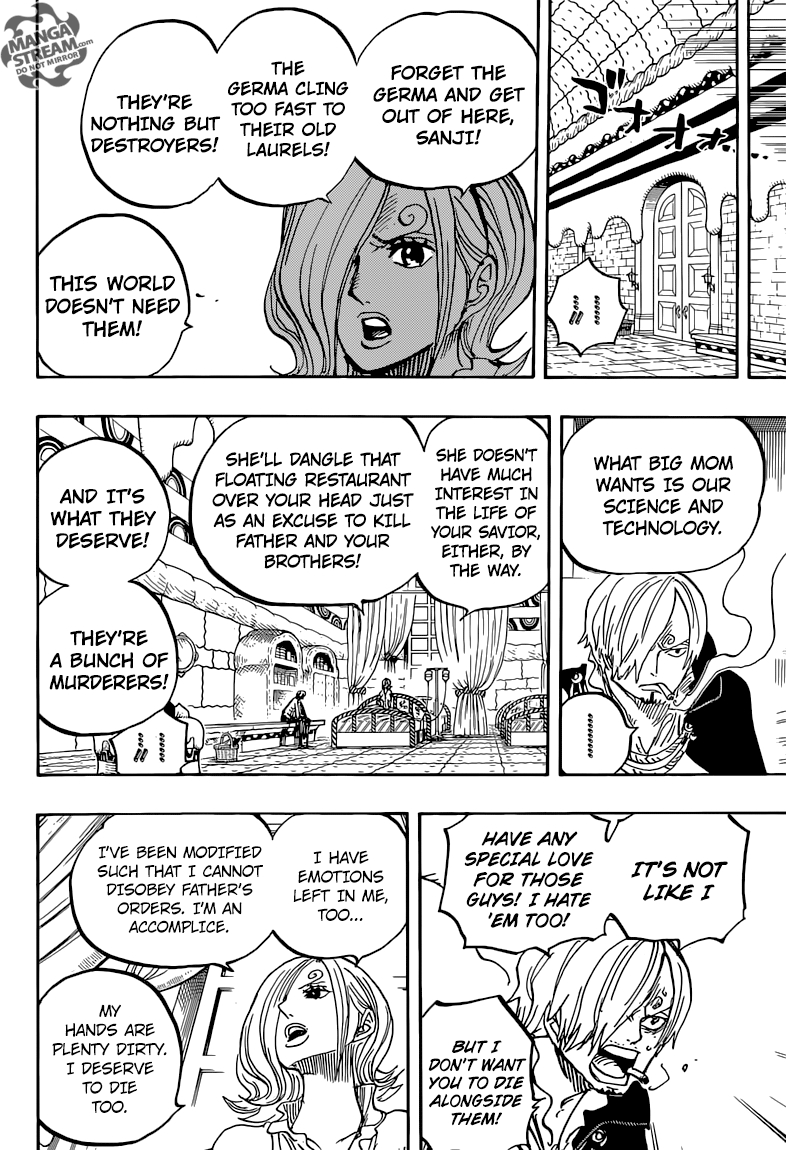 MANGA
STREAM.com
DO NOT MIRROR
ゴオオオ
FORGET THE
GERMA AND GET
OUT OF HERE,
SANJI!
THE
GERMA CLING
TOO FAST TO
THEIR OLD
LAURELS!
THEY'RE
NOTHING BUT
DESTROYERS!
THIS WORLD
DOESN'T NEED
THEM!
WHAT BIG MOM
WANTS IS OUR
SCIENCE AND
TECHNOLOGY.
SHE DOESN'T
HAVE MUCH
INTEREST IN
THE LIFE OF
YOUR SAVIOR,
EITHER, BY
THE WAY.
SHE'LL DANGLE THAT
FLOATING RESTAURANT
OVER YOUR HEAD JUST
AS AN EXCUSE TO KILL
FATHER AND YOUR
BROTHERS!
AND IT'S
WHAT THEY
DESERVE!
THEY'RE
A BUNCH OF
MURDERERS!
IT'S NOT
LIKE I
HAVE ANY
SPECIAL LOVE
FOR THOSE
GUYS! I HATE
'EM TOO!
BUT I
DON'T WANT
YOU TO DIE
ALONGSIDE
THEM!
I HAVE
EMOTIONS
LEFT IN ME,
TOO...
I'VE BEEN MODIFIED
SUCH THAT I CANNOT
DISOBEY FATHER'S
ORDERS. I'M AN
ACCOMPLICE.
MY
HANDS ARE
PLENTY DIRTY.
I DESERVE
TO DIE
TOO.